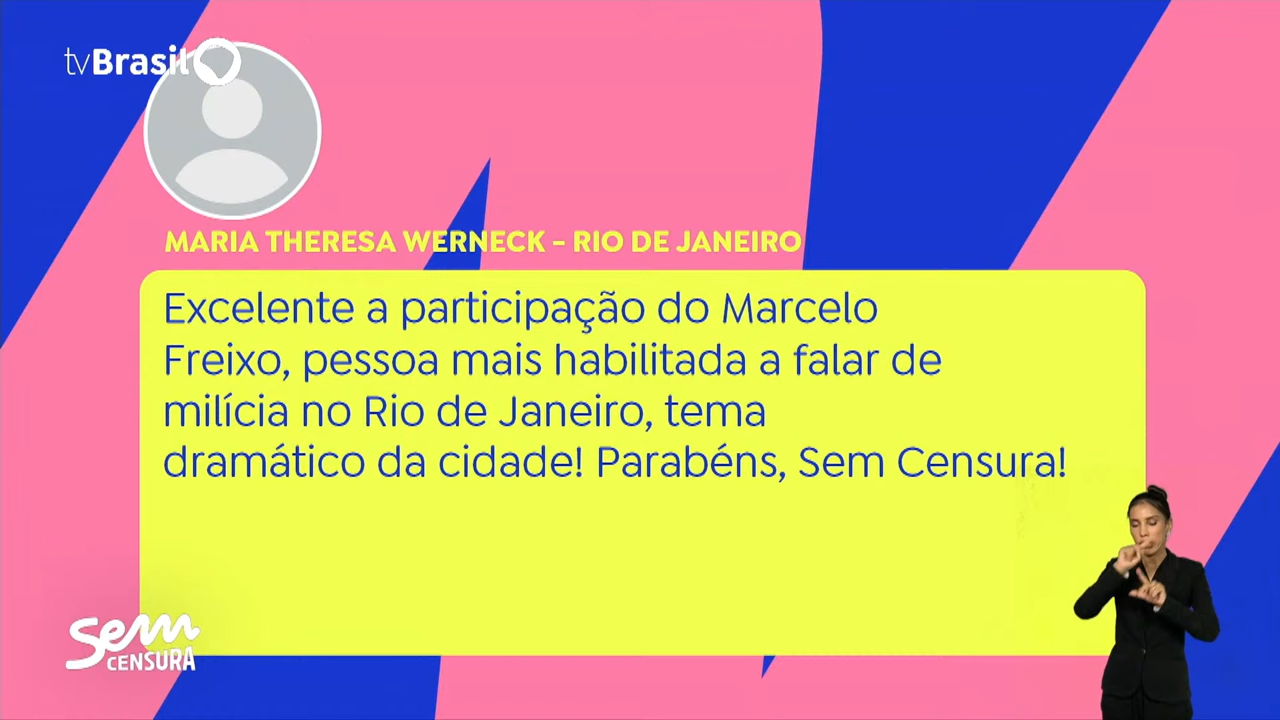 tvBrasil
MARIA THERESA WERNECK - RIO DE JANEIRO
Excelente a participação do Marcelo
Freixo, pessoa mais habilitada a falar de
milícia no Rio de Janeiro, tema
dramático da cidade! Parabéns, Sem Censura!
Sem
CENSURA